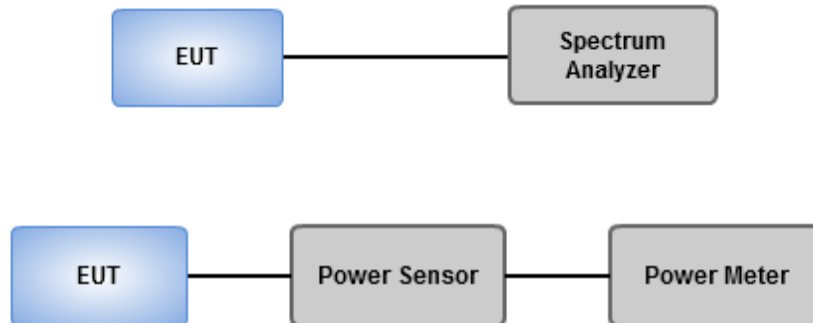 EUT
Spectrum
Analyzer
EUT
Power Sensor
Power Meter